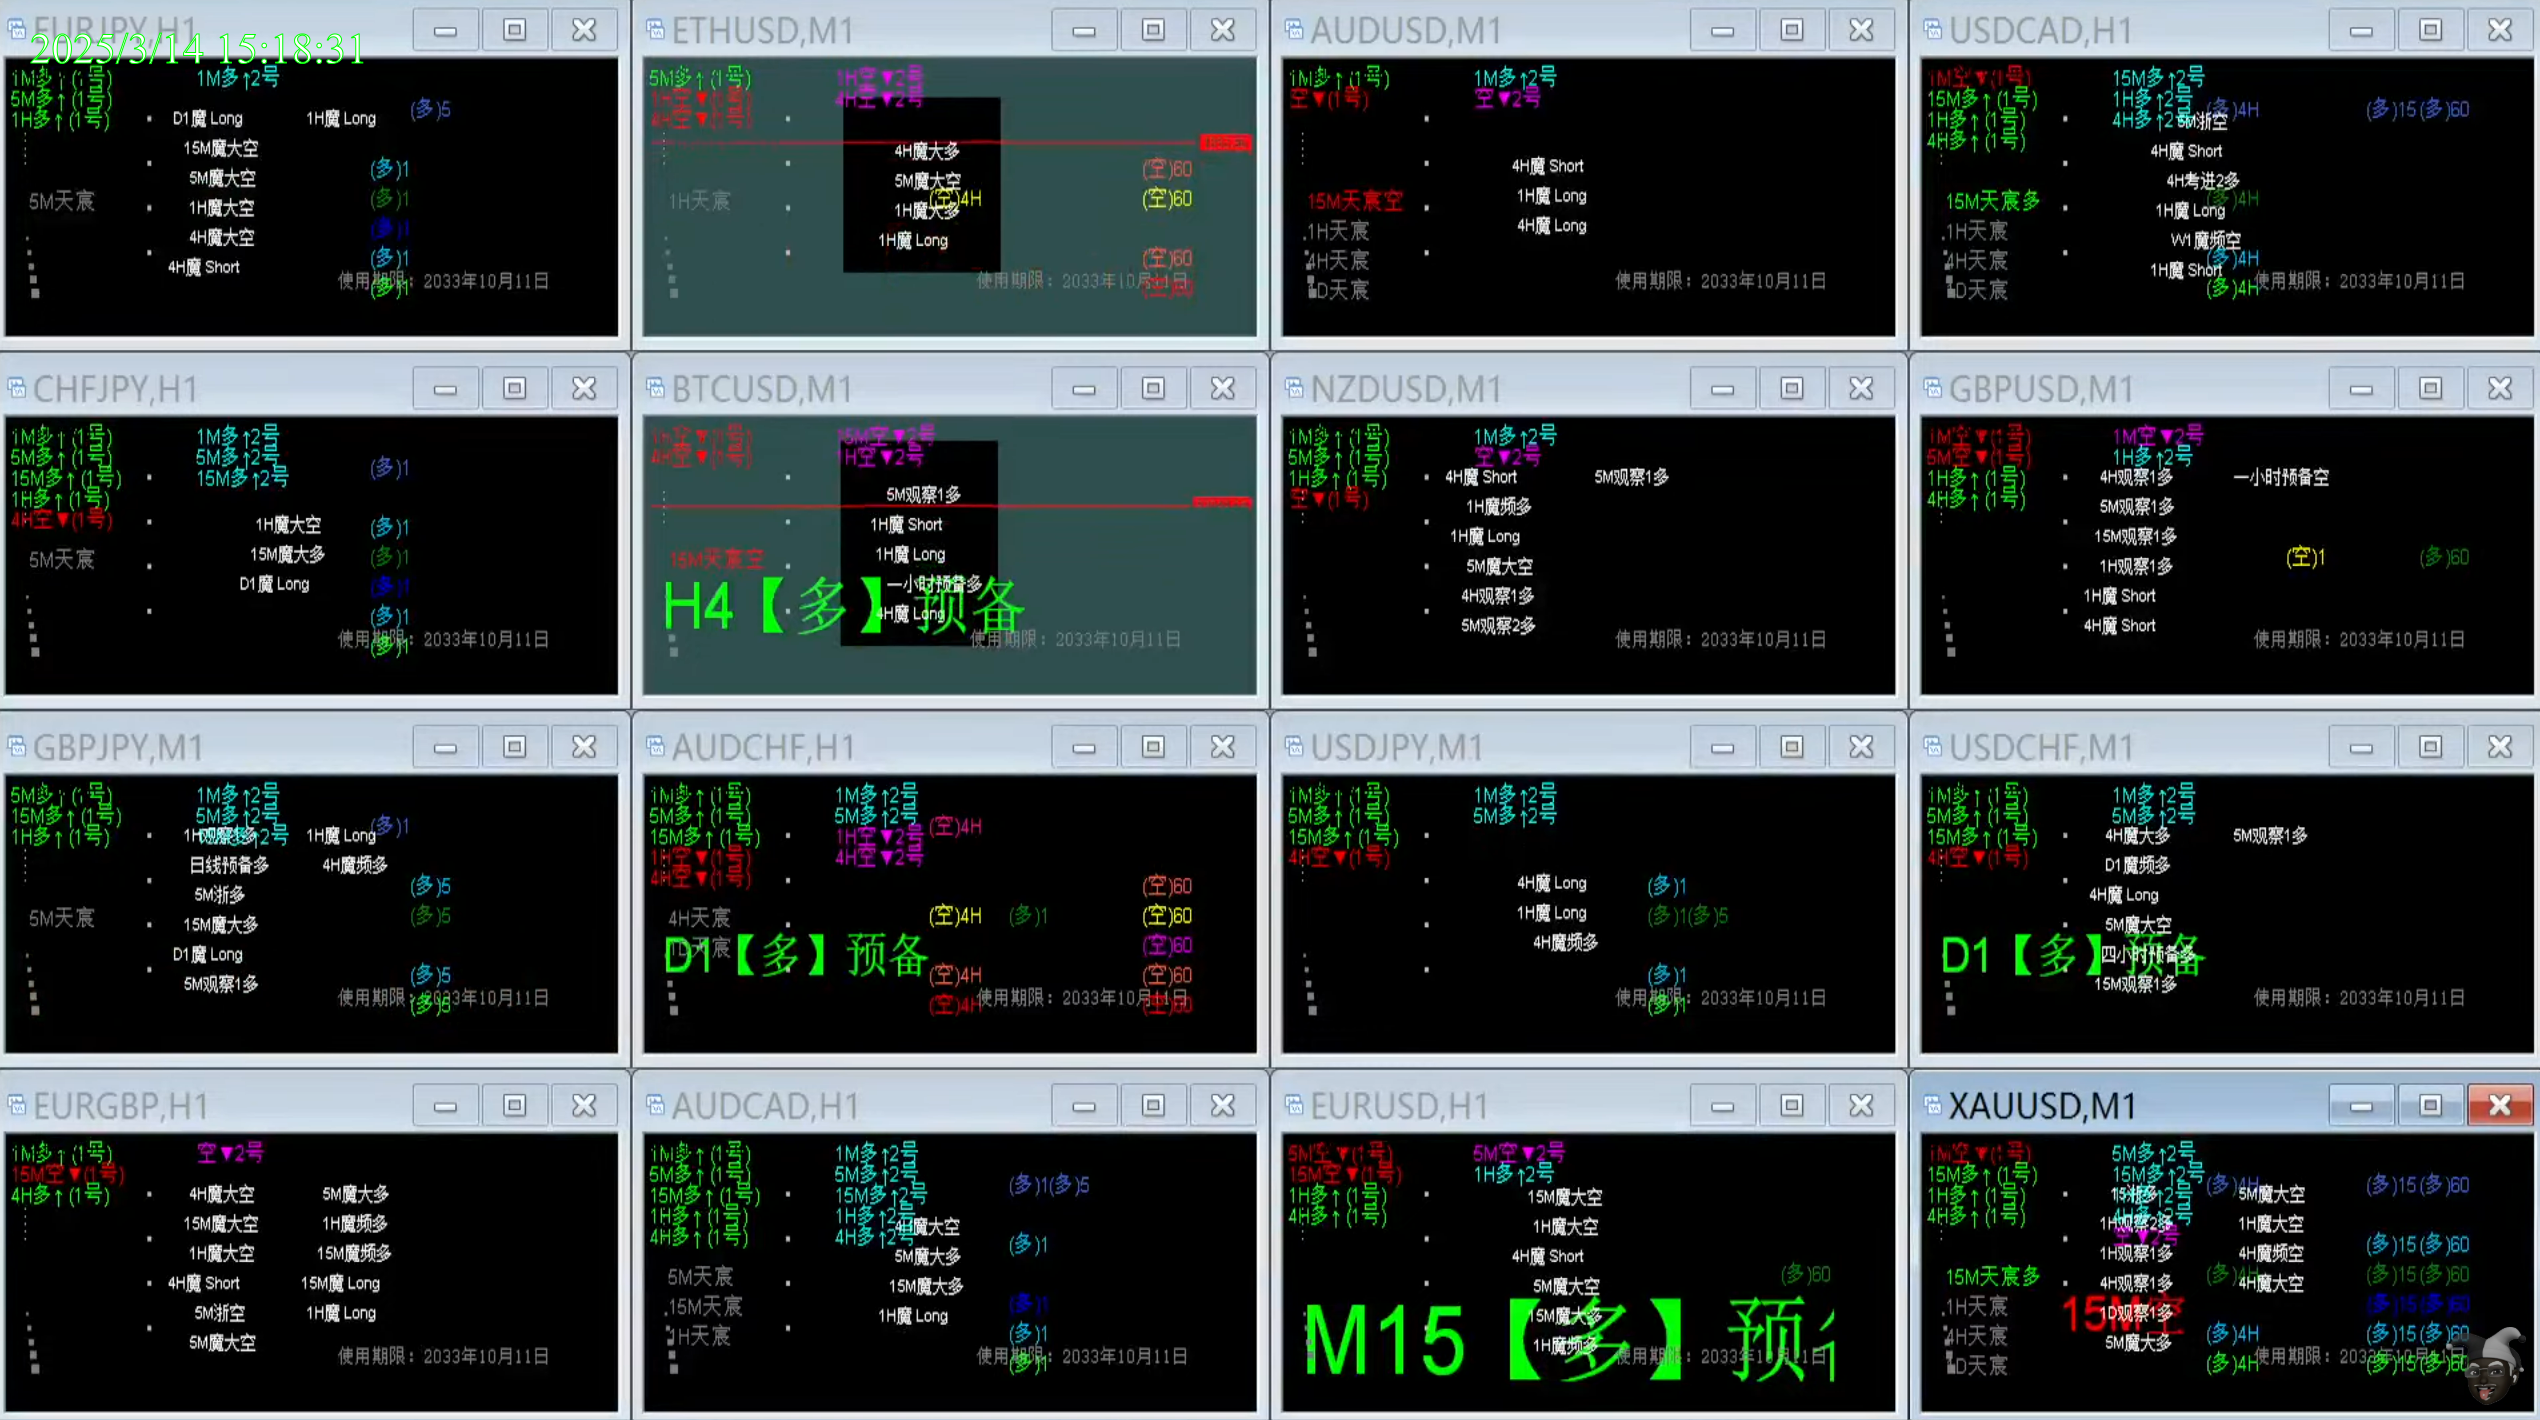 EURJPY,H1
2025/3/14 15:18:31
1M多↑(1号)
5M多↑(1号)
1H多↑(1号)
1M多↑2号
D1魔 Long
1H魔 Long
(多)5
15M魔大空
5M魔大空
(多)1
1H魔大空
(多)1
5M天宸
4H魔大空
(多)1
4H魔 Short
(多)1
(多)1
使用期限：2033年10月11日
ETHUSD,M1
5M多↑(1号)
1H空▼(1号)
4H空▼(1号)
1H空▼2号
4H空▼2号
4H魔大多
5M魔大空
(空)60
1H天宸
(空)4H
(空)60
1H魔大多
1H魔 Long
(空)60
(空)60
使用期限：2033年10月11日
AUDUSD,M1
1M多↑(1号)
空▼(1号)
1M多↑2号
空▼2号
4H魔 Short
1H魔 Long
4H魔 Long
15M天宸空
1H天宸
4H天宸
D天宸
使用期限：2033年10月11日
USDCAD,H1
1M空▼(1号)
15M多↑(1号)
1H多↑(1号)
4H多↑(1号)
15M多↑2号
1H多↑2号
4H多↑2号
(多)4H
(多)15(多)60
5M浙空
4H魔 Short
4H考进2多
(多)4H
1H魔 Long
W1魔频空
1H魔 Short
(多)4H
(多)4H
15M天宸多
1H天宸
4H天宸
D天宸
使用期限：2033年10月11日
CHFJPY,H1
1M多↑(1号)
5M多↑(1号)
15M多↑(1号)
1H多↑(1号)
4H空▼(1号)
1M多↑2号
5M多↑2号
15M多↑2号
(多)1
1H魔大空
(多)1
15M魔大多
(多)1
D1魔 Long
(多)1
5M天宸
(多)1
(多)1
使用期限：2033年10月11日
BTCUSD,M1
1H空▼(1号)
4H空▼(1号)
15M空▼2号
1H空▼2号
5M观察1多
1H魔 Short
1H魔 Long
15M天宸空
一小时预备多
4H魔 Long
H4【多】预备
使用期限：2033年10月11日
NZDUSD,M1
1M多↑(1号)
5M多↑(1号)
1H多↑(1号)
空▼(1号)
1M多↑2号
空▼2号
4H魔 Short
5M观察1多
1H魔频多
1H魔 Long
5M魔大空
4H观察1多
5M观察2多
使用期限：2033年10月11日
GBPUSD,M1
1M空▼(1号)
5M空▼(1号)
1H多↑(1号)
4H多↑(1号)
1M空▼2号
1H多↑2号
4H观察1多
一小时预备空
5M观察1多
15M观察1多
(空)1
(多)60
1H观察1多
1H魔 Short
4H魔 Short
使用期限：2033年10月11日
GBPJPY,M1
5M多↑(1号)
15M多↑(1号)
1H多↑(1号)
1M多↑2号
5M多↑2号
1H魔 Long
(多)1
日线预备多
4H魔频多
5M浙多
(多)5
15M魔大多
(多)5
5M天宸
D1魔 Long
5M观察1多
(多)5
(多)5
使用期限：2033年10月11日
AUDCHF,H1
1M多↑(1号)
5M多↑(1号)
15M多↑(1号)
1H空▼(1号)
4H空▼(1号)
1M多↑2号
5M多↑2号
1H空▼2号
4H空▼2号
(空)4H
(空)60
4H天宸
(空)4H
(多)1
(空)60
1D天宸
(空)60
D1【多】预备
(空)4H
(空)60
(空)4H
(空)60
使用期限：2033年10月11日
USDJPY,M1
1M多↑(1号)
5M多↑(1号)
15M多↑(1号)
4H空▼(1号)
1M多↑2号
5M多↑2号
4H魔 Long
(多)1
1H魔 Long
(多)1(多)5
4H魔频多
(多)1
(多)1
使用期限：2033年10月11日
USDCHF,M1
1M多↑(1号)
5M多↑(1号)
15M多↑(1号)
4H空▼(1号)
1M多↑2号
5M多↑2号
4H魔大多
5M观察1多
D1魔频多
4H魔 Long
5M魔大空
四小时预备多
15M观察1多
D1【多】预备
使用期限：2033年10月11日
EURGBP,H1
1M多↑(1号)
15M空▼(1号)
4H多↑(1号)
空▼2号
4H魔大空
5M魔大多
15M魔大空
1H魔频多
1H魔大空
15M魔频多
4H魔 Short
15M魔 Long
5M浙空
1H魔 Long
5M魔大空
使用期限：2033年10月11日
AUDCAD,H1
1M多↑(1号)
5M多↑(1号)
15M多↑(1号)
1H多↑(1号)
4H多↑(1号)
1M多↑2号
5M多↑2号
15M多↑2号
1H多↑2号
4H多↑2号
(多)1(多)5
4H魔大空
(多)1
5M魔大多
15M魔大多
1H魔 Long
5M天宸
15M天宸
1H天宸
(多)1
(多)1
(多)1
使用期限：2033年10月11日
EURUSD,H1
5M空▼(1号)
15M空▼(1号)
1H多↑(1号)
4H多↑(1号)
5M空▼2号
1H多↑2号
15M魔大空
1H魔大空
4H魔 Short
(多)60
5M魔大空
15M魔大多
1H魔频多
M15【多】预
使用期限：2033年10月11日
XAUUSD,M1
1M空▼(1号)
15M多↑(1号)
1H多↑(1号)
4H多↑(1号)
5M多↑2号
15M多↑2号
空▼2号
(多)4H
(多)15(多)60
5M魔大空
1H观察2多
1H魔大空
1H观察1多
4H魔频空
(多)15(多)60
4H观察1多
(多)4H
4H魔大空
(多)15(多)60
1D观察1多
(多)15(多)60
5M魔大多
(多)4H
(多)15(多)60
(多)4H
(多)15(多)60
15M天宸多
1H天宸
4H天宸
D天宸
15M空
使用期限：2033年10月11日